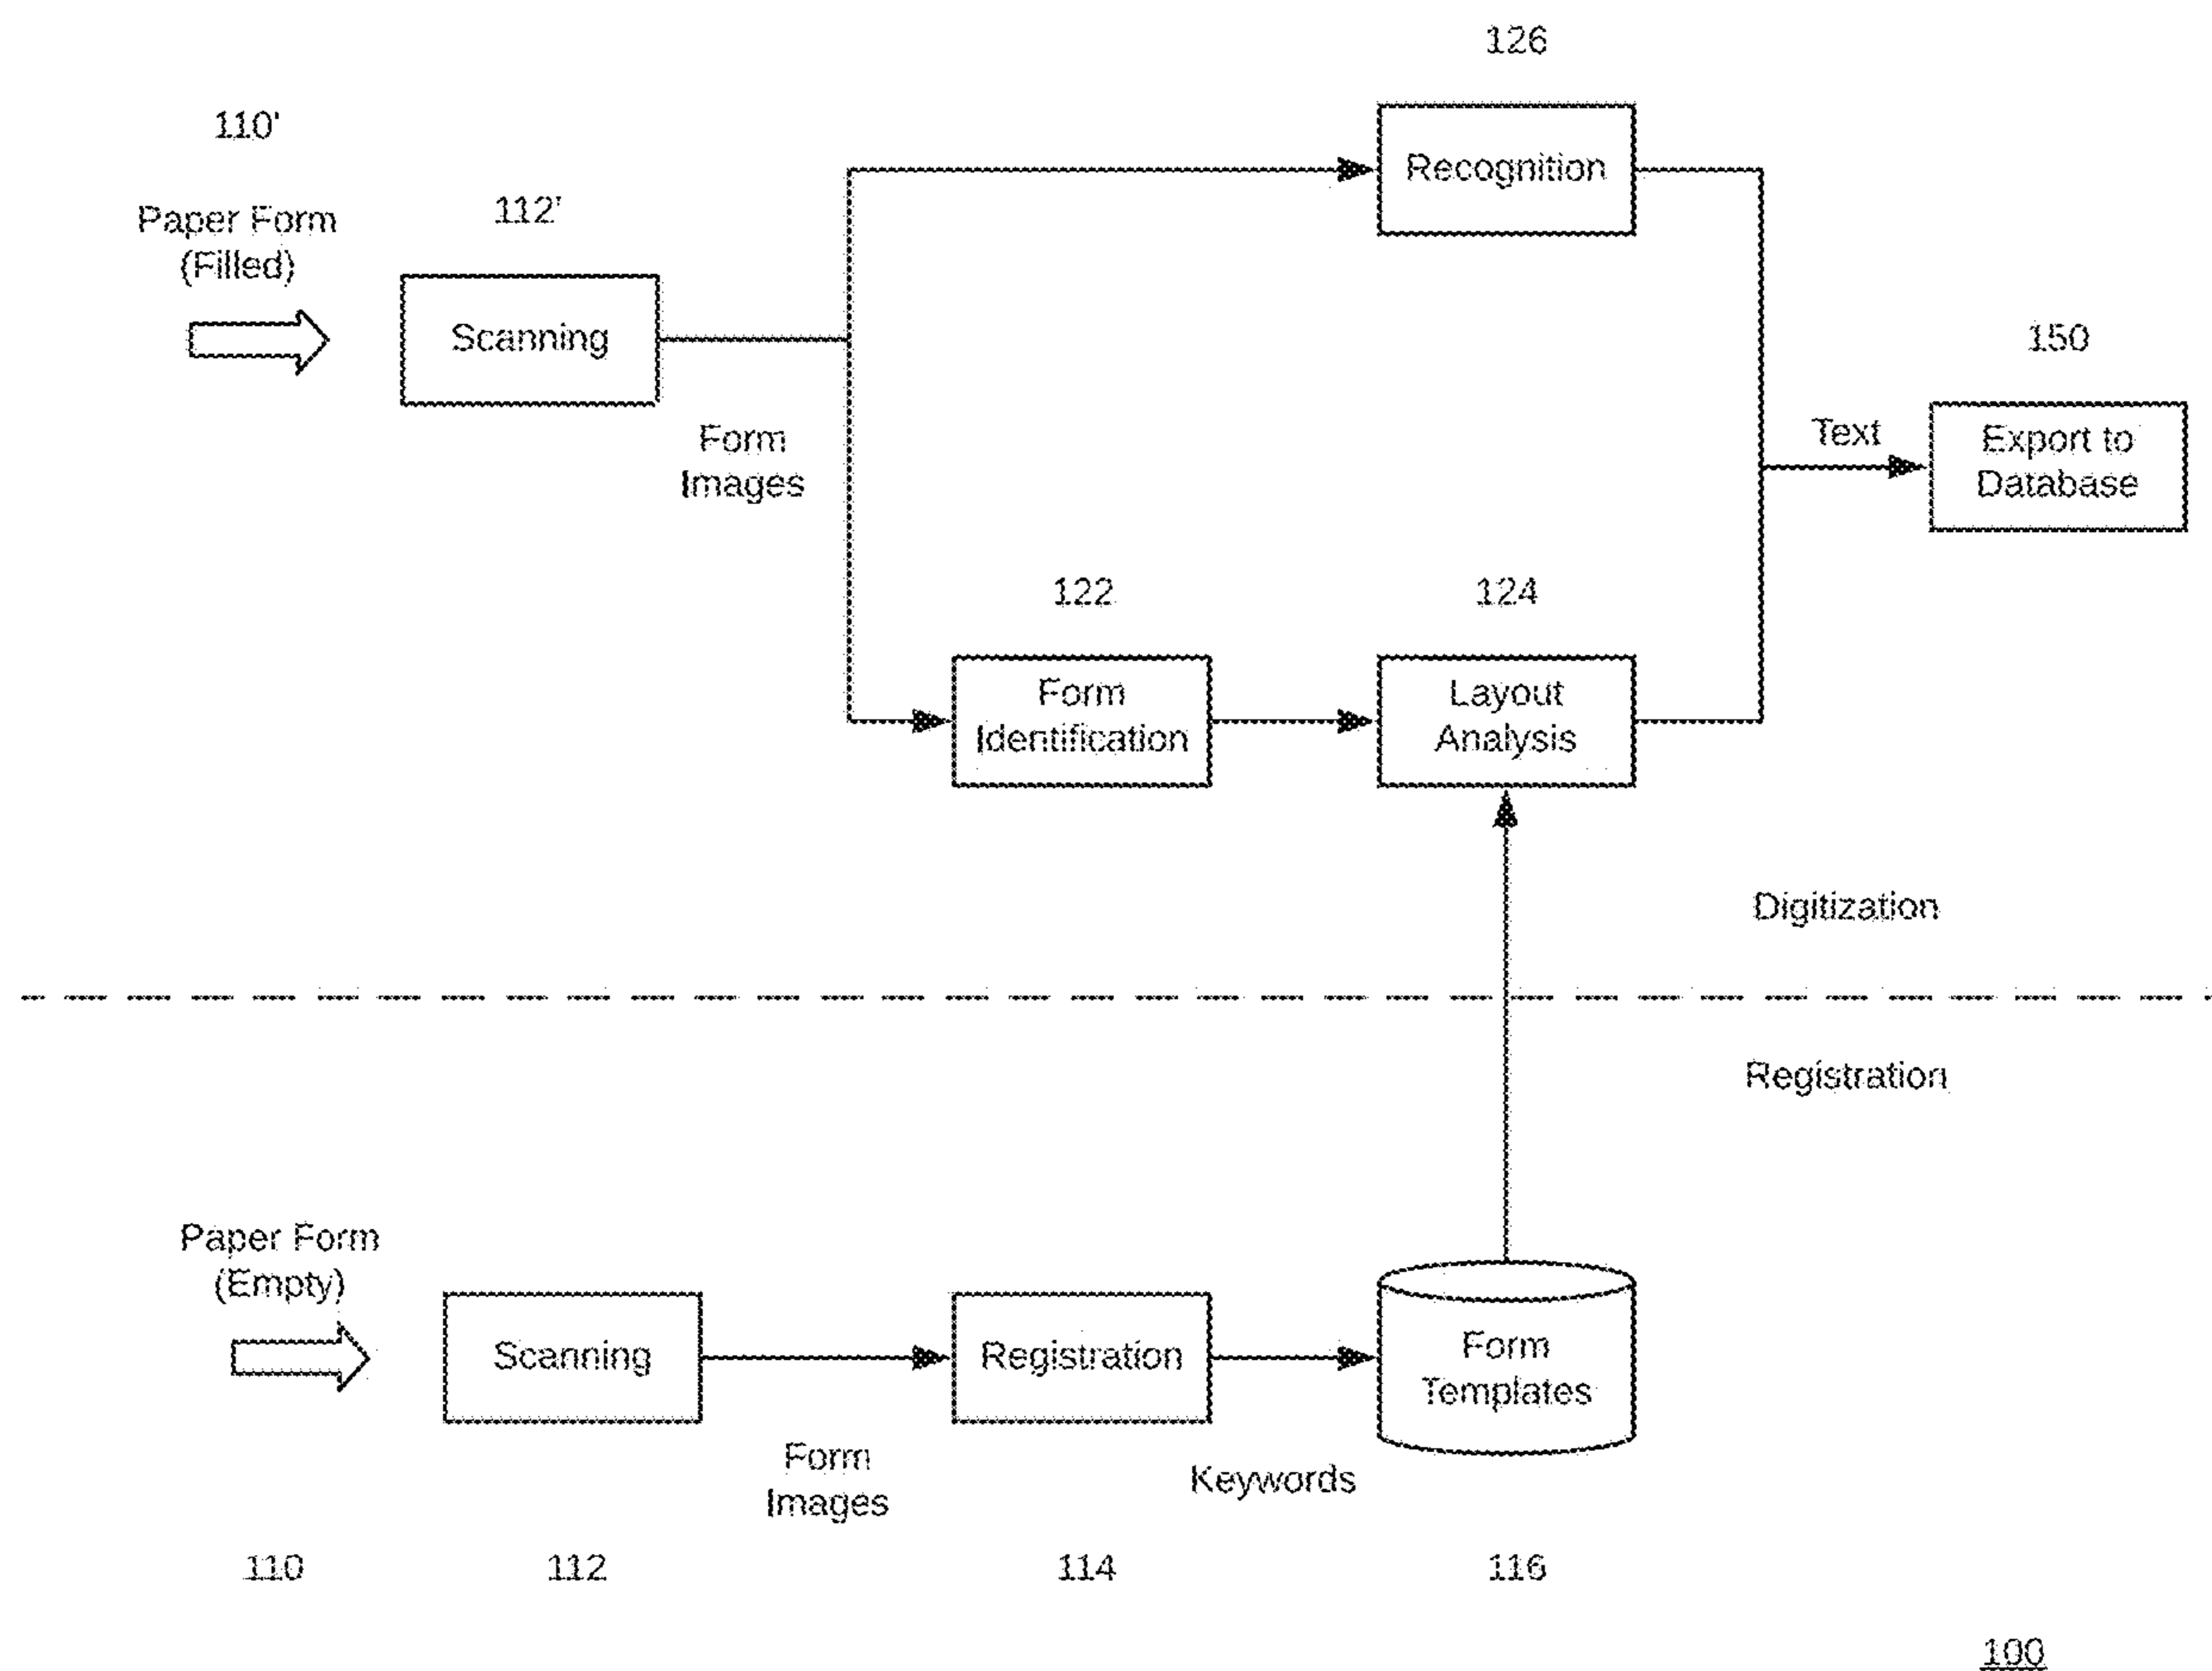 126
110'
Recognition
Paper Form
(Filled)
112'
Scanning
150
Form
Images
Text
Export to
Database
122
124
Form
Identification
Layout
Analysis
Digitization
Registration
Paper Form
(Empty)
Scanning
Registration
Form
Templates
Form
Images
Keywords
110
112
114
116
100